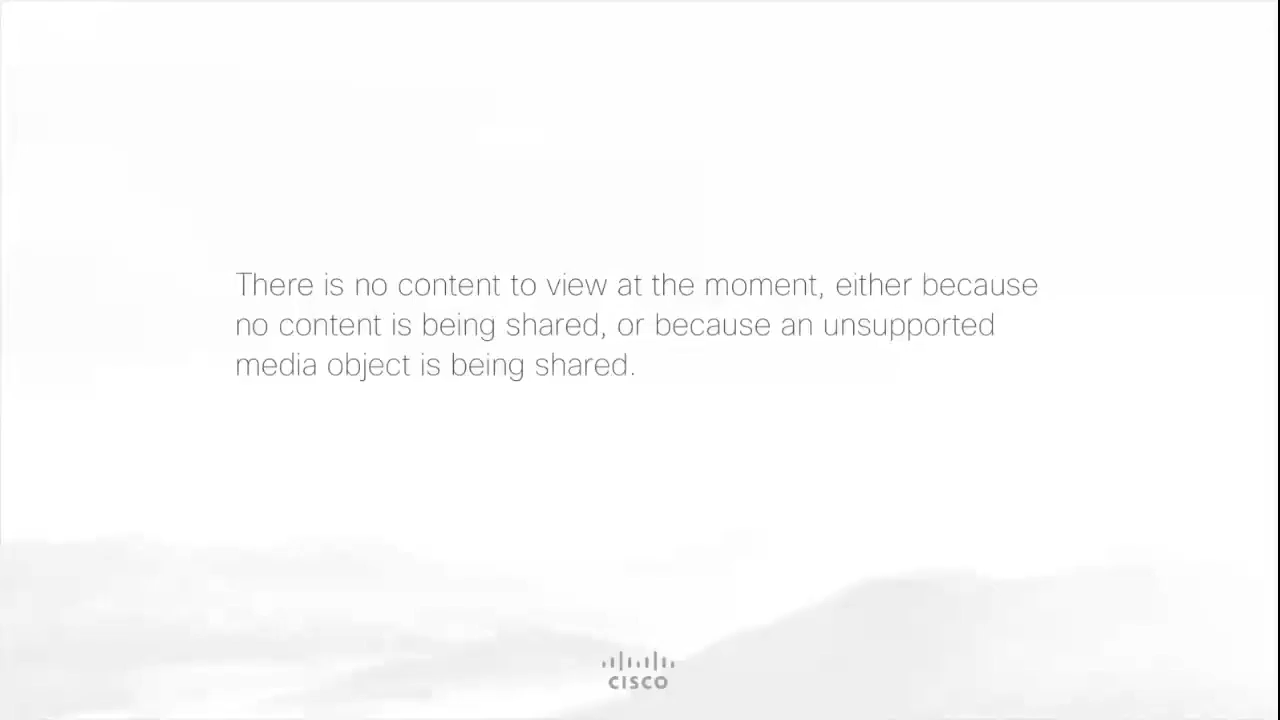 There is no content to view at the moment, either because
no content is being shared, or because an unsupported
media object is being shared.
CISCO